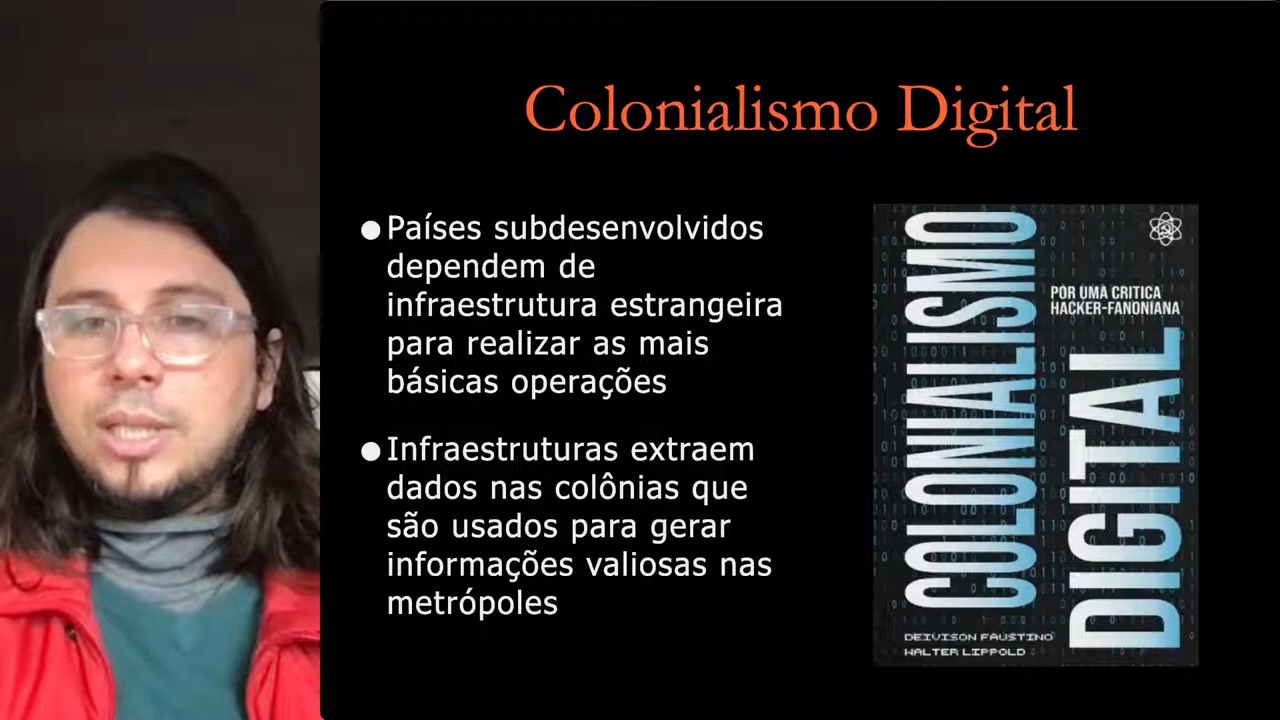 Colonialismo Digital
●Países subdesenvolvidos
dependem de
infraestrutura estrangeira
para realizar as mais
básicas operações
●Infraestruturas extraem
dados nas colônias que
são usados para gerar
informações valiosas nas
metrópoles
COLONIALISMO
POR UMA CRITICA
HACKER-FANONIANA
DIGITAL
DEIVISON FAUSTINO
WALTER LIPPOLD